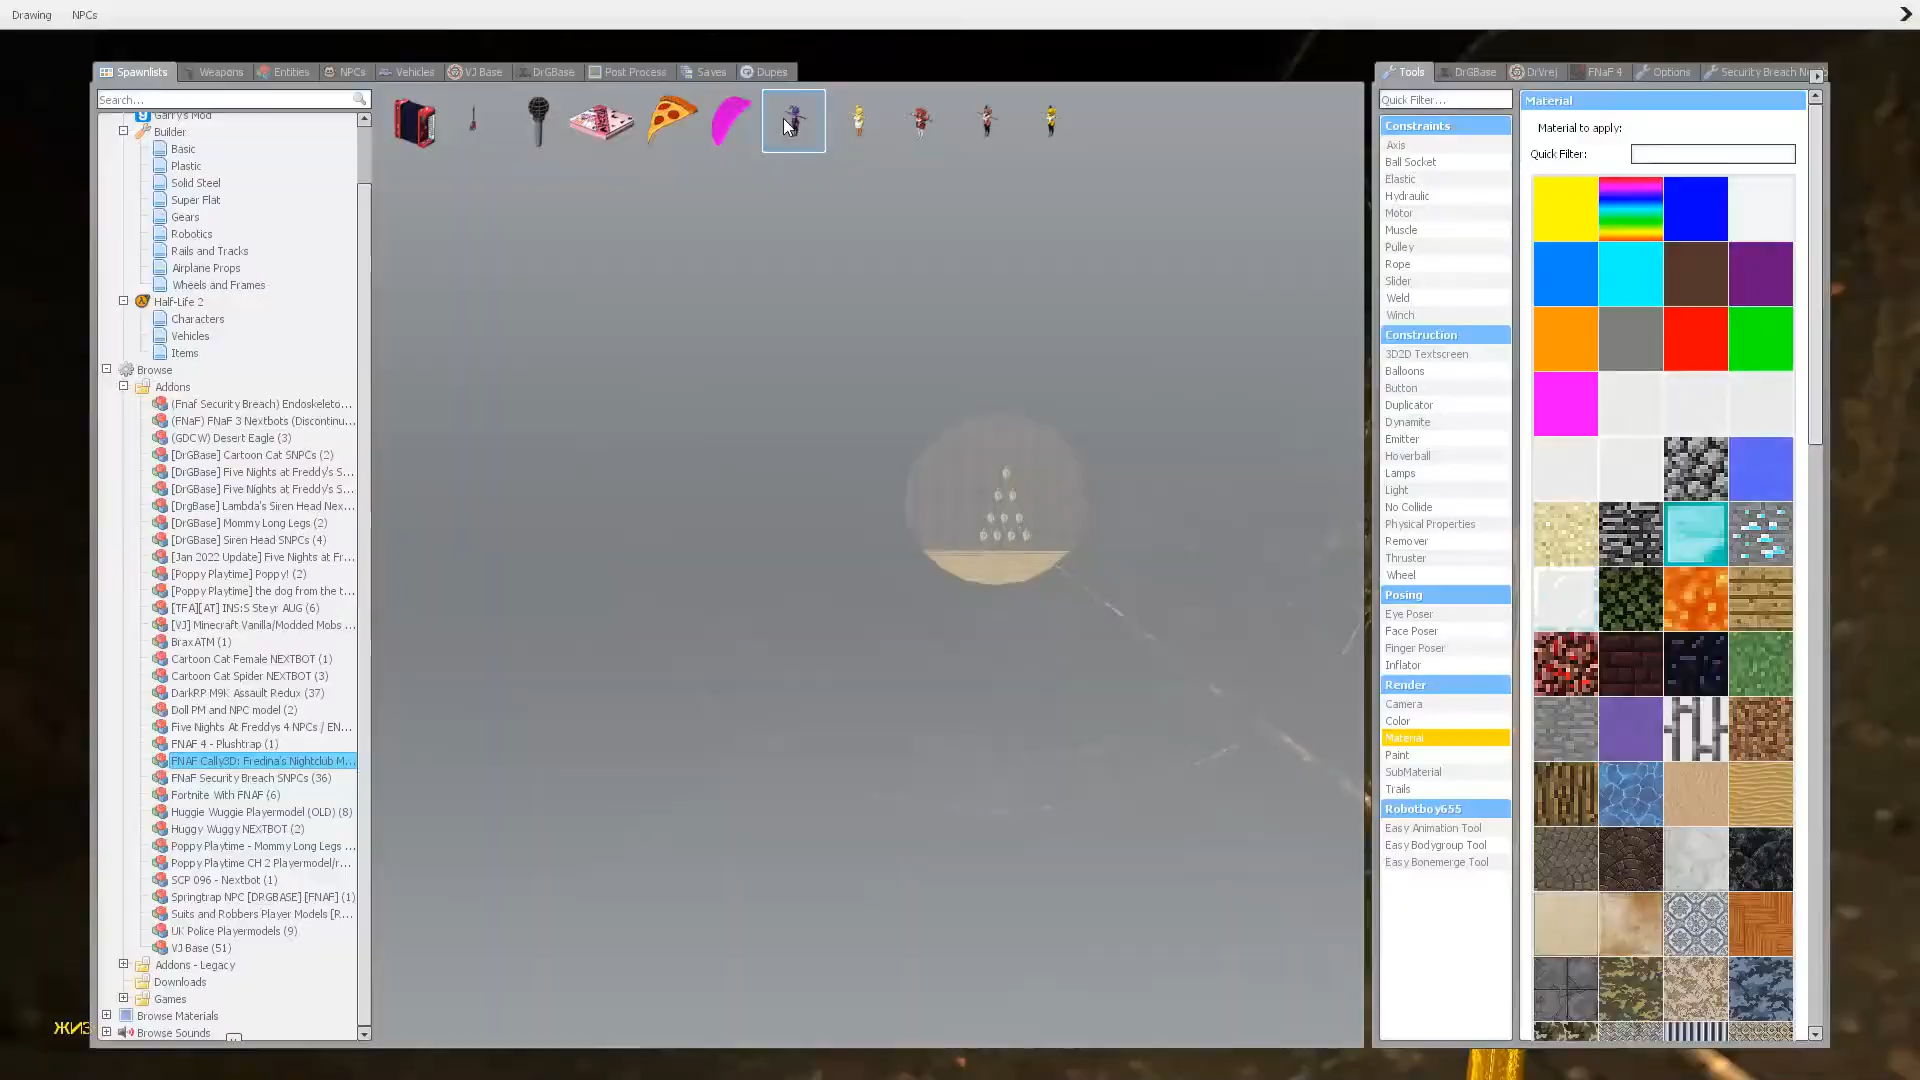 Drawing NPCs
Spawnlists Weapons Entities NPCs Vehicles VJ Base DrGBase Post Process Saves Dupes
Search...
Garry's Mod
Builder
Basic
Plastic
Solid Steel
Super Flat
Gears
Robotics
Rails and Tracks
Airplane Props
Wheels and Frames
Half-Life 2
Characters
Vehicles
Items
Browse
Addons
(Fnaf Security Breach) Endoskeleto...
(FNaF) FNaF 3 Nextbots (Discontinu...
(GDCW) Desert Eagle (3)
[DrGBase] Cartoon Cat SNPCs (2)
[DrGBase] Five Nights at Freddy's S...
[DrGBase] Five Nights at Freddy's S...
[DrgBase] Lambda's Siren Head Nex...
[DrGBase] Mommy Long Legs (2)
[DrGBase] Siren Head SNPCs (4)
[Jan 2022 Update] Five Nights at Fr...
[Poppy Playtime] Poppy! (2)
[Poppy Playtime] the dog from the t...
[TFA][AT] INS:S Steyr AUG (6)
[VJ] Minecraft Vanilla/Modded Mobs ...
Brax ATM (1)
Cartoon Cat Female NEXTBOT (1)
Cartoon Cat Spider NEXTBOT (3)
DarkRP M9K Assault Redux (37)
Doll PM and NPC model (2)
Five Nights At Freddys 4 NPCs / EN...
FNAF 4 - Plushtrap (1)
FNAF Cally3D: Fredina's Nightclub M...
FNaF Security Breach SNPCs (36)
Fortnite With FNAF (6)
Huggie Wuggie Playermodel (OLD) (8)
Huggy Wuggy NEXTBOT (2)
Poppy Playtime - Mommy Long Legs ...
Poppy Playtime CH 2 Playermodel/r...
SCP 096 - Nextbot (1)
Springtrap NPC [DRGBASE] [FNAF] (1)
Suits and Robbers Player Models [R...
UK Police Playermodels (9)
VJ Base (51)
Addons - Legacy
Downloads
Games
Browse Materials
Browse Sounds
ЖИЗ
Tools DrGBase DrVrej FNaF 4 Options Security Breach
Quick Filter...
Constraints
Axis
Ball Socket
Elastic
Hydraulic
Motor
Muscle
Pulley
Rope
Slider
Weld
Winch
Construction
3D2D Textscreen
Balloons
Button
Duplicator
Dynamite
Emitter
Hoverball
Lamps
Light
No Collide
Physical Properties
Remover
Thruster
Wheel
Posing
Eye Poser
Face Poser
Finger Poser
Inflator
Render
Camera
Color
Material
Paint
SubMaterial
Trails
Robotboy655
Easy Animation Tool
Easy Bodygroup Tool
Easy Bonemerge Tool
Material
Material to apply:
Quick Filter: